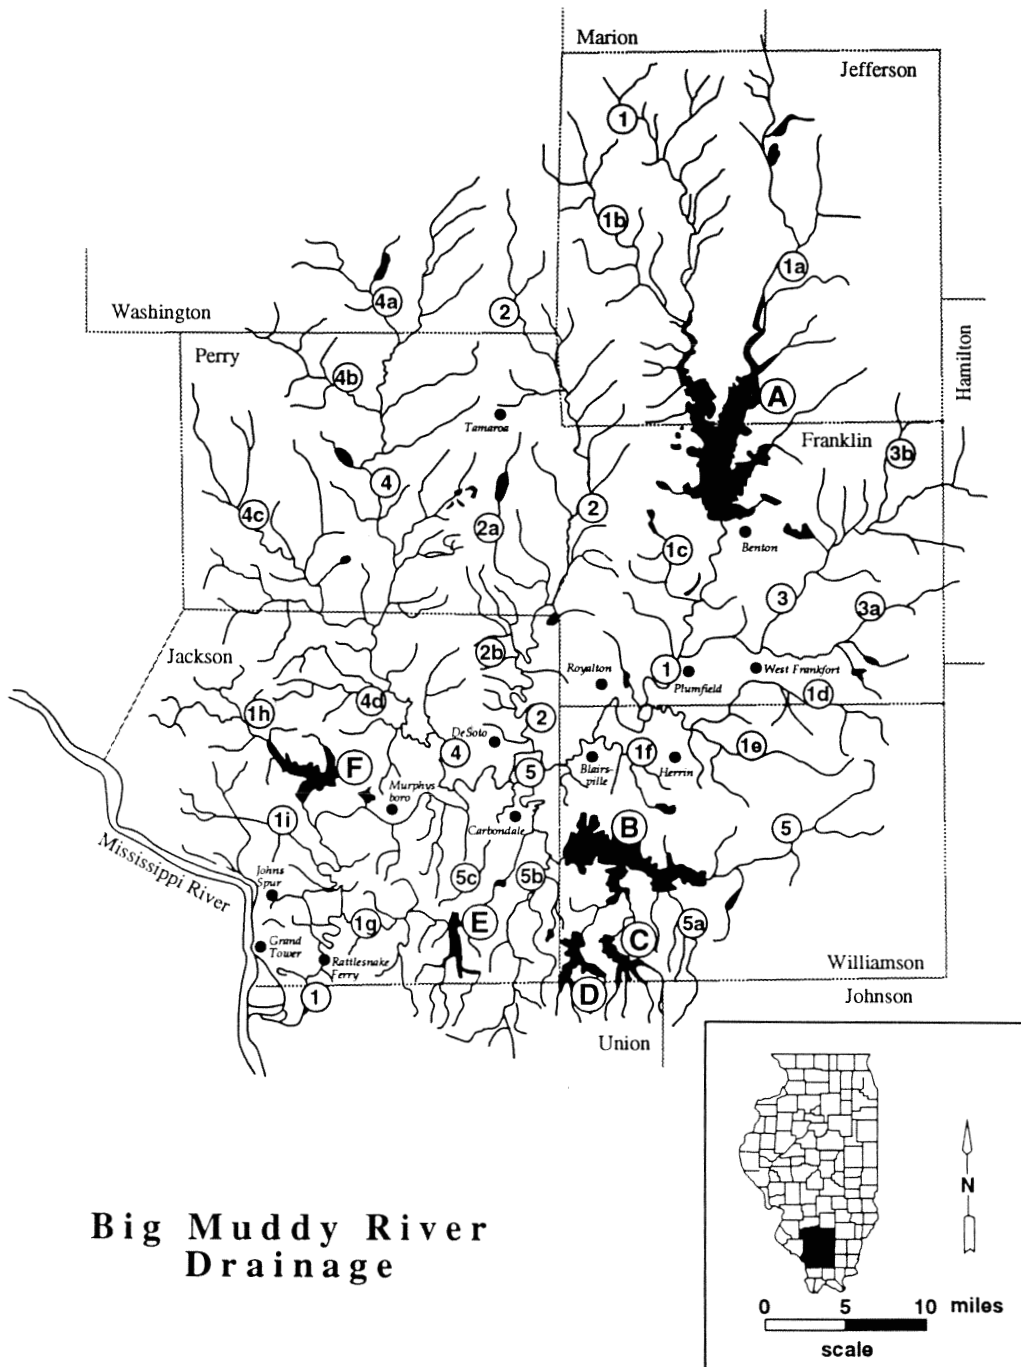 Marion
Jefferson
1
1b
1a
4a
2
Washington
Perry
Hamilton
4b
A
Tamaroa
Franklin
3b
4
4c
2
2a
Benton
1c
3
3a
2b
Jackson
Royalton
1
Plumfield
West Frankfort
1d
4d
1h
2
De Soto
4
1f
1e
Herrin
Blairs-
ville
5
F
Murphys
boro
1i
Carbondale
B
5
Mississippi River
Johns
Spur
5c
5b
E
1g
5a
C
Grand
Tower
Rattlesnake
Ferry
1
D
Williamson
Johnson
Union
N
Big Muddy River
Drainage
0 5 10 miles
scale